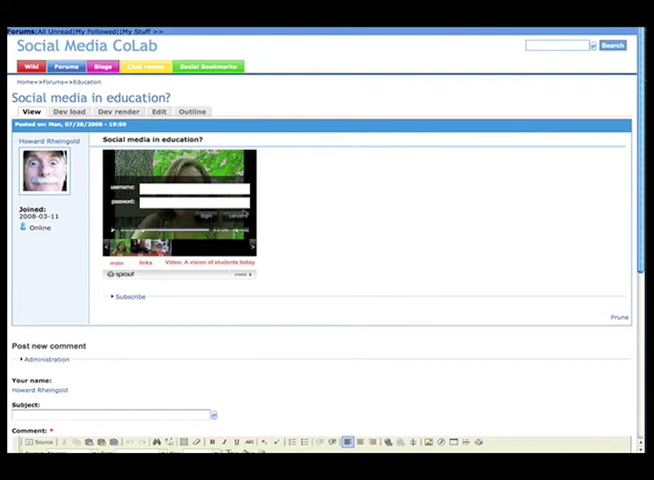 Forums|All Unread|My Followed||My Stuff >>
Social Media CoLab
Search
Wiki Forums Blogs Chat rooms Social Bookmarks
Home»»Forums»»Education
Social media in education?
View Dev load Dev render Edit Outline
Posted on: Mon, 07/28/2008 - 19:50
Howard Rheingold
Social media in education?
username:
password:
login cancel
Joined:
2008-03-11
Online
make links Video: A vision of students today
sprout
Subscribe
Prune
Post new comment
Administration
Your name:
Howard Rheingold
Subject:
Comment: *
Source